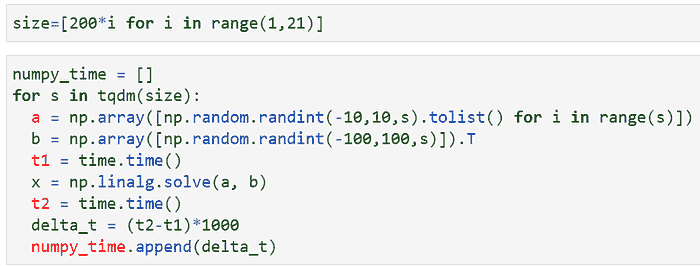 size=[200*i for i in range(1,21)]
numpy_time = []
for s in tqdm(size):
  a = np.array([np.random.randint(-10,10,s).tolist() for i in range(s)])
  b = np.array([np.random.randint(-100,100,s)]).T
  t1 = time.time()
  x = np.linalg.solve(a, b)
  t2 = time.time()
  delta_t = (t2-t1)*1000
  numpy_time.append(delta_t)